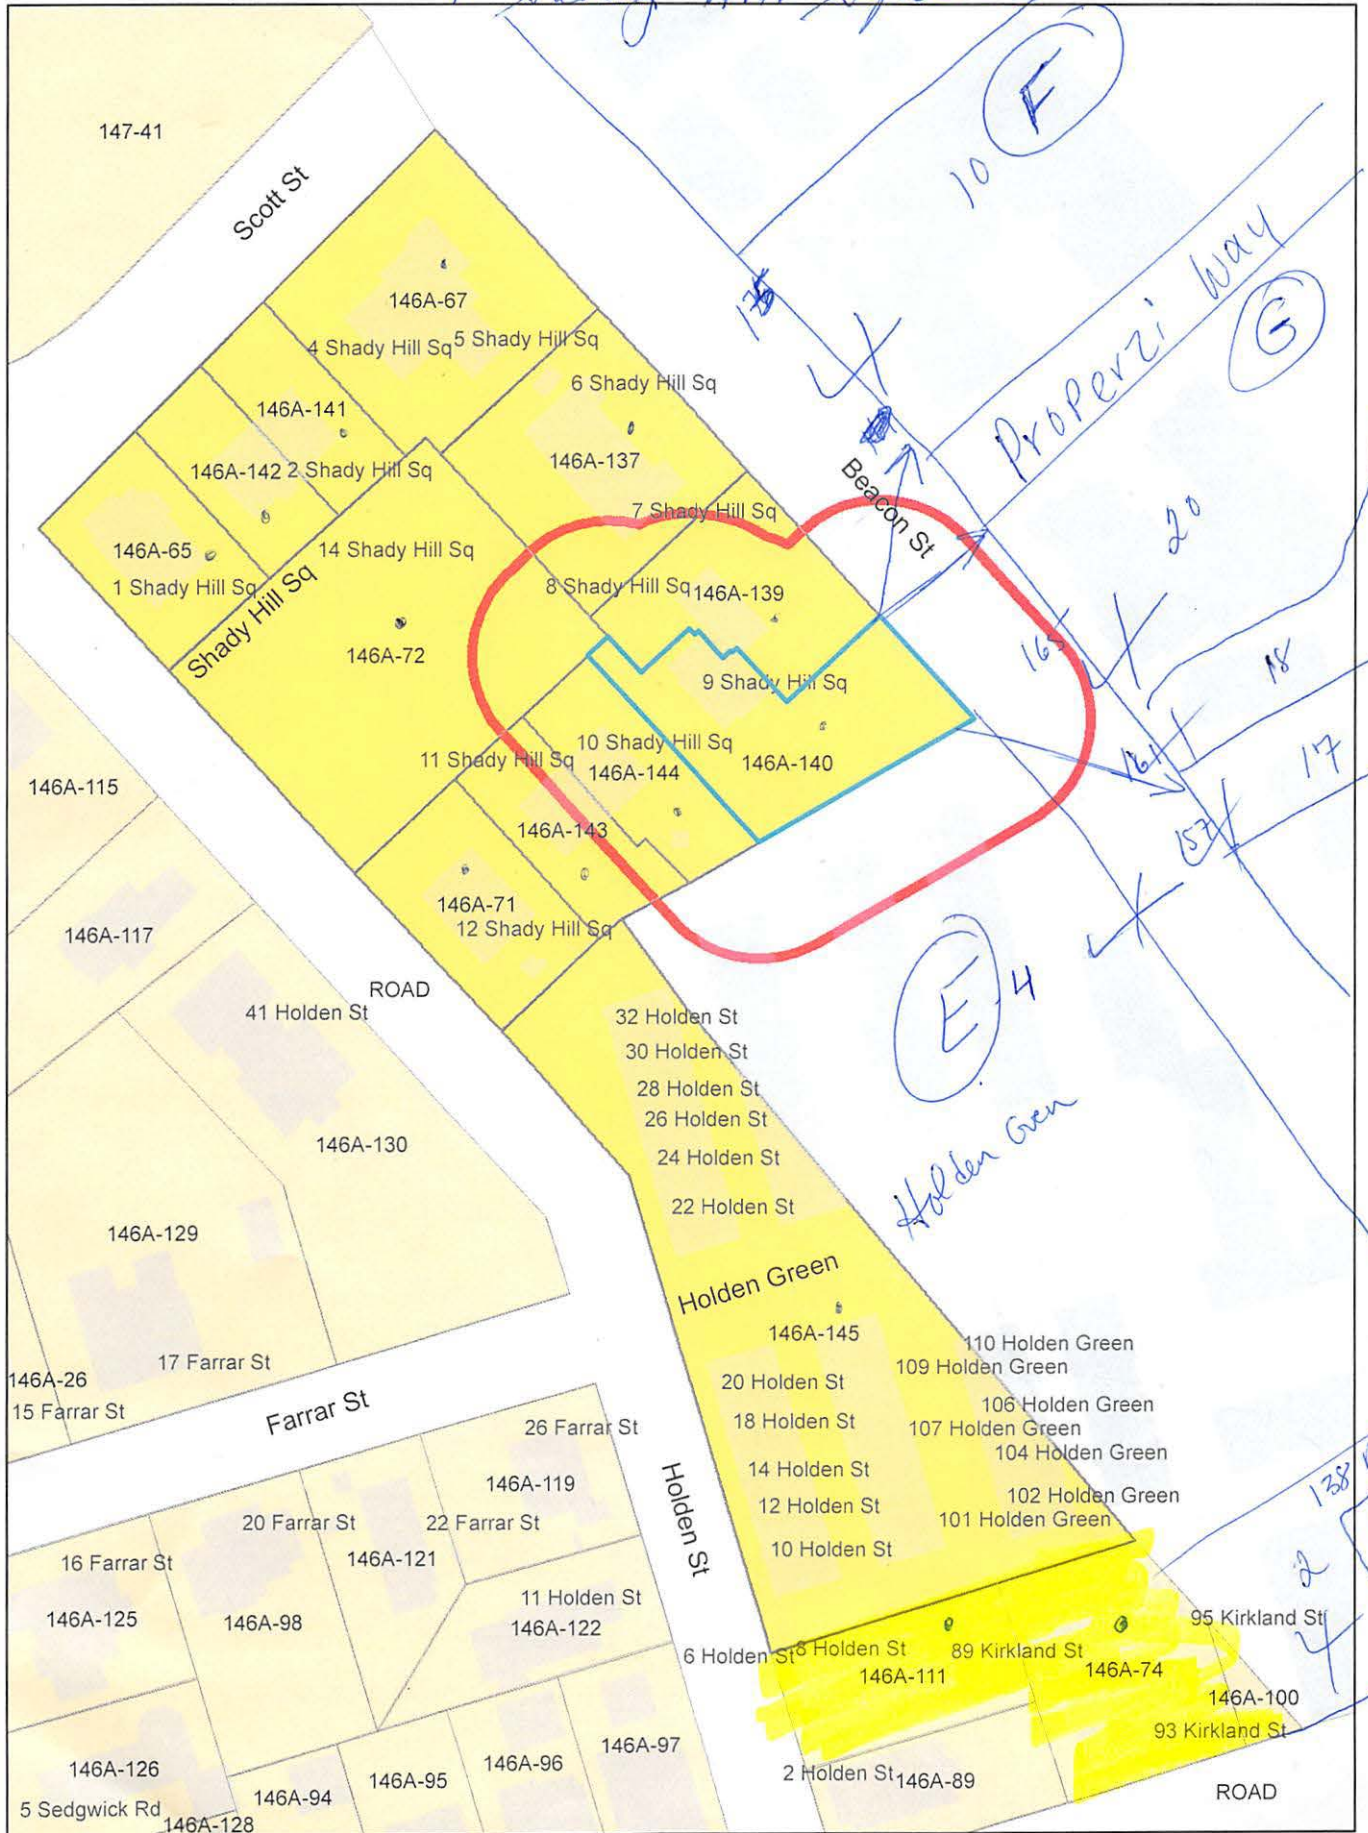 147-41
Scott St
10 F
Properzi Way
G
146A-67
4 Shady Hill Sq
5 Shady Hill Sq
6 Shady Hill Sq
146A-141
146A-142
2 Shady Hill Sq
146A-137
Beacon St
7 Shady Hill Sq
20
146A-65
14 Shady Hill Sq
1 Shady Hill Sq
Shady Hill Sq
8 Shady Hill Sq
146A-139
146A-72
165
18
9 Shady Hill Sq
10 Shady Hill Sq
11 Shady Hill Sq
146A-144
146A-140
161
17
146A-115
146A-143
157
146A-71
12 Shady Hill Sq
146A-117
ROAD
E 4
41 Holden St
32 Holden St
30 Holden St
28 Holden St
26 Holden St
146A-130
24 Holden St
22 Holden St
Holden Green
146A-129
Holden Green
146A-145
110 Holden Green
109 Holden Green
17 Farrar St
146A-26
20 Holden St
106 Holden Green
15 Farrar St
Farrar St
18 Holden St
107 Holden Green
26 Farrar St
104 Holden Green
14 Holden St
146A-119
Holden St
102 Holden Green
138
12 Holden St
101 Holden Green
20 Farrar St
22 Farrar St
10 Holden St
16 Farrar St
146A-121
2
11 Holden St
146A-125
146A-98
146A-122
95 Kirkland St
6 Holden St
8 Holden St
89 Kirkland St
146A-111
146A-74
146A-100
93 Kirkland St
146A-97
146A-96
146A-126
146A-95
2 Holden St
146A-89
146A-94
ROAD
5 Sedgwick Rd
146A-128